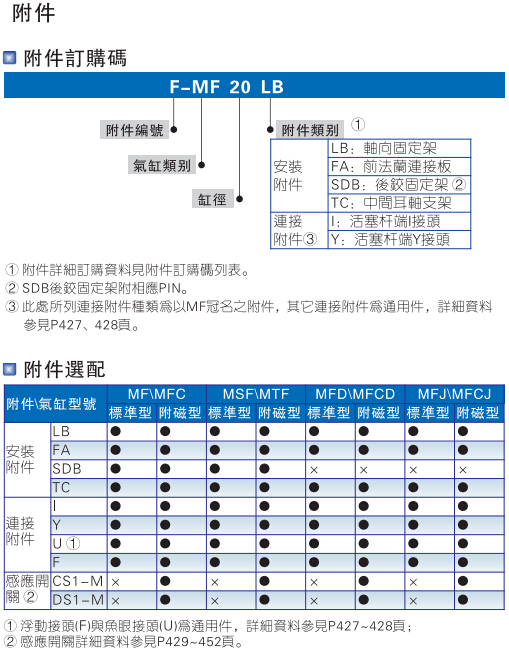 附件
附件訂購碼
F-MF 20 LB
附件編號
附件類別 ①
氣缸類別
缸徑
安裝附件
LB：軸向固定架
FA：前法蘭連接板
SDB：後鉸固定架②
TC：中間耳軸支架
連接附件③
I：活塞杆端I接頭
Y：活塞杆端Y接頭
① 附件詳細訂購資料見附件訂購碼列表。
② SDB後鉸固定架附相應PIN。
③ 此處所列連接附件種類爲以MF冠名之附件，其它連接附件爲通用件，詳細資料
參見P427、428頁。
附件選配
附件\氣缸型號 MF\MFC MSF\MTF MFD\MFCD MFJ\MFCJ
標準型 附磁型 標準型 附磁型 標準型 附磁型 標準型 附磁型
安裝附件
LB ● ● ● ● ● ● ● ●
FA ● ● ● ● ● ● ● ●
SDB ● ● ● ● × × × ×
TC ● ● ● ● ● ● ● ●
連接附件
I ● ● ● ● ● ● ● ●
Y ● ● ● ● ● ● ● ●
U ① ● ● ● ● ● ● ● ●
F ● ● ● ● ● ● ● ●
感應開關 ②
CS1-M × ● × ● × ● × ●
DS1-M × ● × ● × ● × ●
① 浮動接頭(F)與魚眼接頭(U)爲通用件，詳細資料參見P427~428頁；
② 感應開關詳細資料參見P429~452頁。